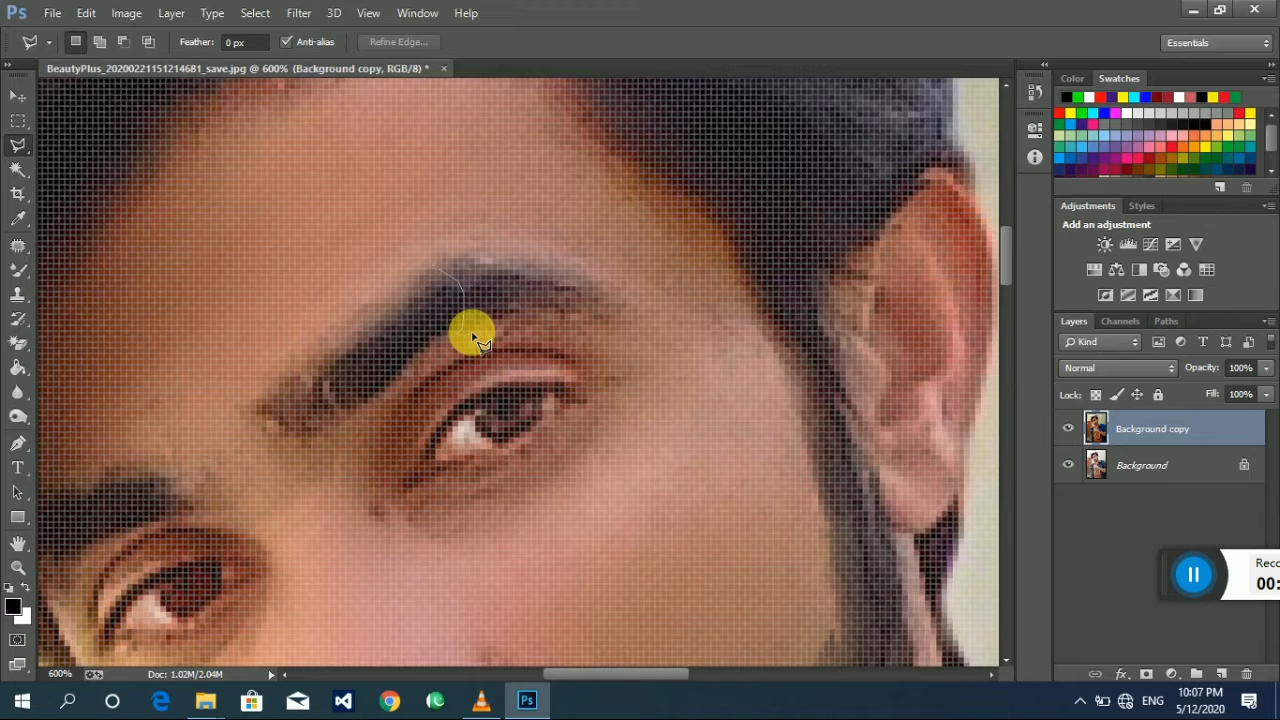 Ps File Edit Image Layer Type Select Filter 3D View Window Help
Feather: 0 px Anti-alias Refine Edge... Essentials
BeautyPlus_20200221151214681_save.jpg @ 600% (Background copy, RGB/8) *
Color Swatches
Adjustments Styles
Add an adjustment
Layers Channels Paths
Kind
Normal Opacity: 100%
Lock: Fill: 100%
Background copy
Background
Reco
00:
600% Doc: 1.02M/2.04M
ENG
10:07 PM
5/12/2020
Ps